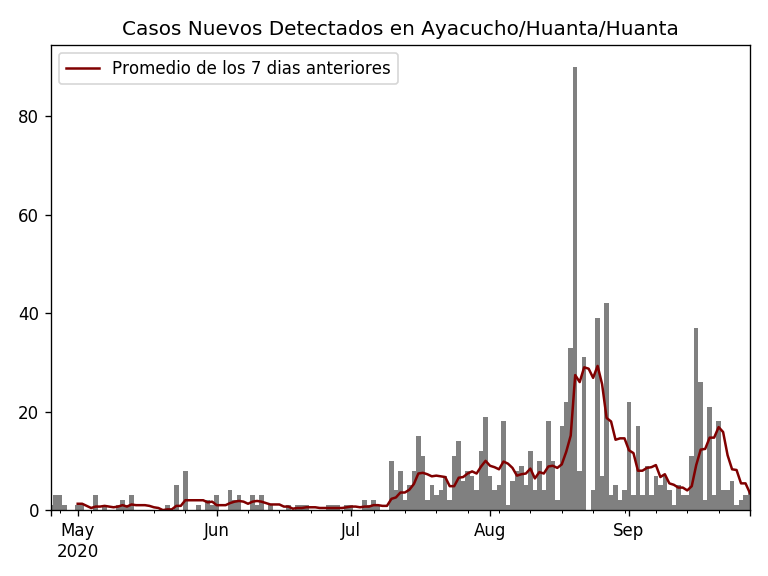 Casos Nuevos Detectados en Ayacucho/Huanta/Huanta
Promedio de los 7 dias anteriores
80
60
40
20
0
May Jun Jul Aug Sep
2020